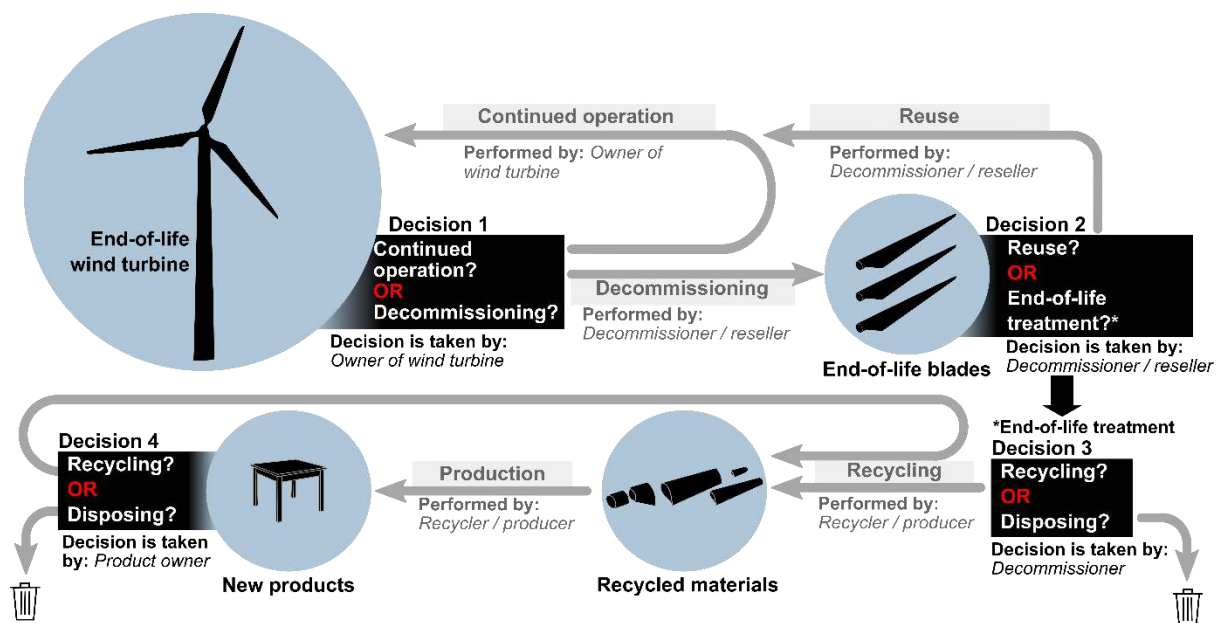 Continued operation
Performed by: Owner of
wind turbine
Reuse
Performed by:
Decommissioner / reseller
End-of-life
wind turbine
Decision 1
Continued
operation?
OR
Decommissioning?
Decision is taken by:
Owner of wind turbine
Decommissioning
Performed by:
Decommissioner / reseller
End-of-life blades
Decision 2
Reuse?
OR
End-of-life
treatment?*
Decision is taken by:
Decommissioner / reseller
*End-of-life treatment
Decision 3
Recycling?
OR
Disposing?
Decision is taken by:
Decommissioner
Recycling
Performed by:
Recycler / producer
Recycled materials
Production
Performed by:
Recycler / producer
New products
Decision 4
Recycling?
OR
Disposing?
Decision is taken
by: Product owner